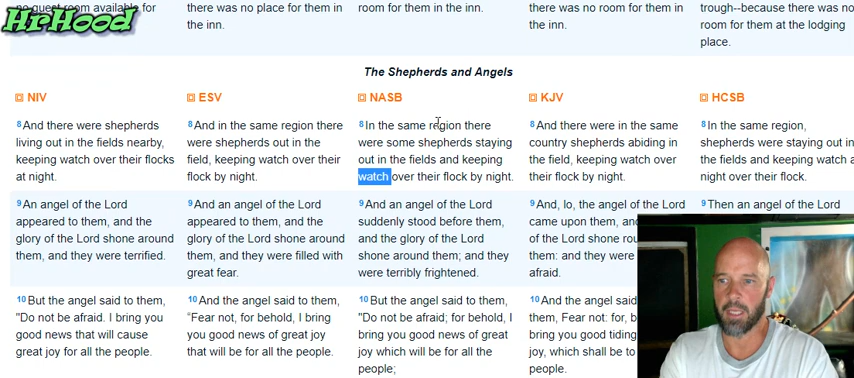 no guest room available for
them.
there was no place for them in
the inn.
room for them in the inn.
was no room for them in
the inn.
trough--because there was no
room for them at the lodging
place.
HrHood
The Shepherds and Angels
NIV
8And there were shepherds
living out in the fields nearby,
keeping watch over their flocks
at night.
ESV
8And in the same region there
were shepherds out in the
field, keeping watch over their
flock by night.
NASB
8In the same region there
were some shepherds staying
out in the fields and keeping
watch over their flock by night.
KJV
8And there were in the same
country shepherds abiding in
the field, keeping watch over
their flock by night.
HCSB
8In the same region,
shepherds were staying out in
the fields and keeping watch a
night over their flock.
9An angel of the Lord
appeared to them, and the
glory of the Lord shone around
them, and they were terrified.
9And an angel of the Lord
appeared to them, and the
glory of the Lord shone around
them, and they were filled with
great fear.
9And an angel of the Lord
suddenly stood before them,
and the glory of the Lord
shone around them; and they
were terribly frightened.
9And, lo, the angel of the Lord
came upon them, and
of the Lord shone rou
them: and they were
afraid.
9Then an angel of the Lord
10But the angel said to them,
"Do not be afraid. I bring you
good news that will cause
great joy for all the people.
10And the angel said to them,
"Fear not, for behold, I bring
you good news of great joy
that will be for all the people.
10But the angel said to them,
"Do not be afraid; for behold, I
bring you good news of great
joy which will be for all the
people;
10And the angel said
them, Fear not: for, b
bring you good tiding
joy, which shall be to
people.